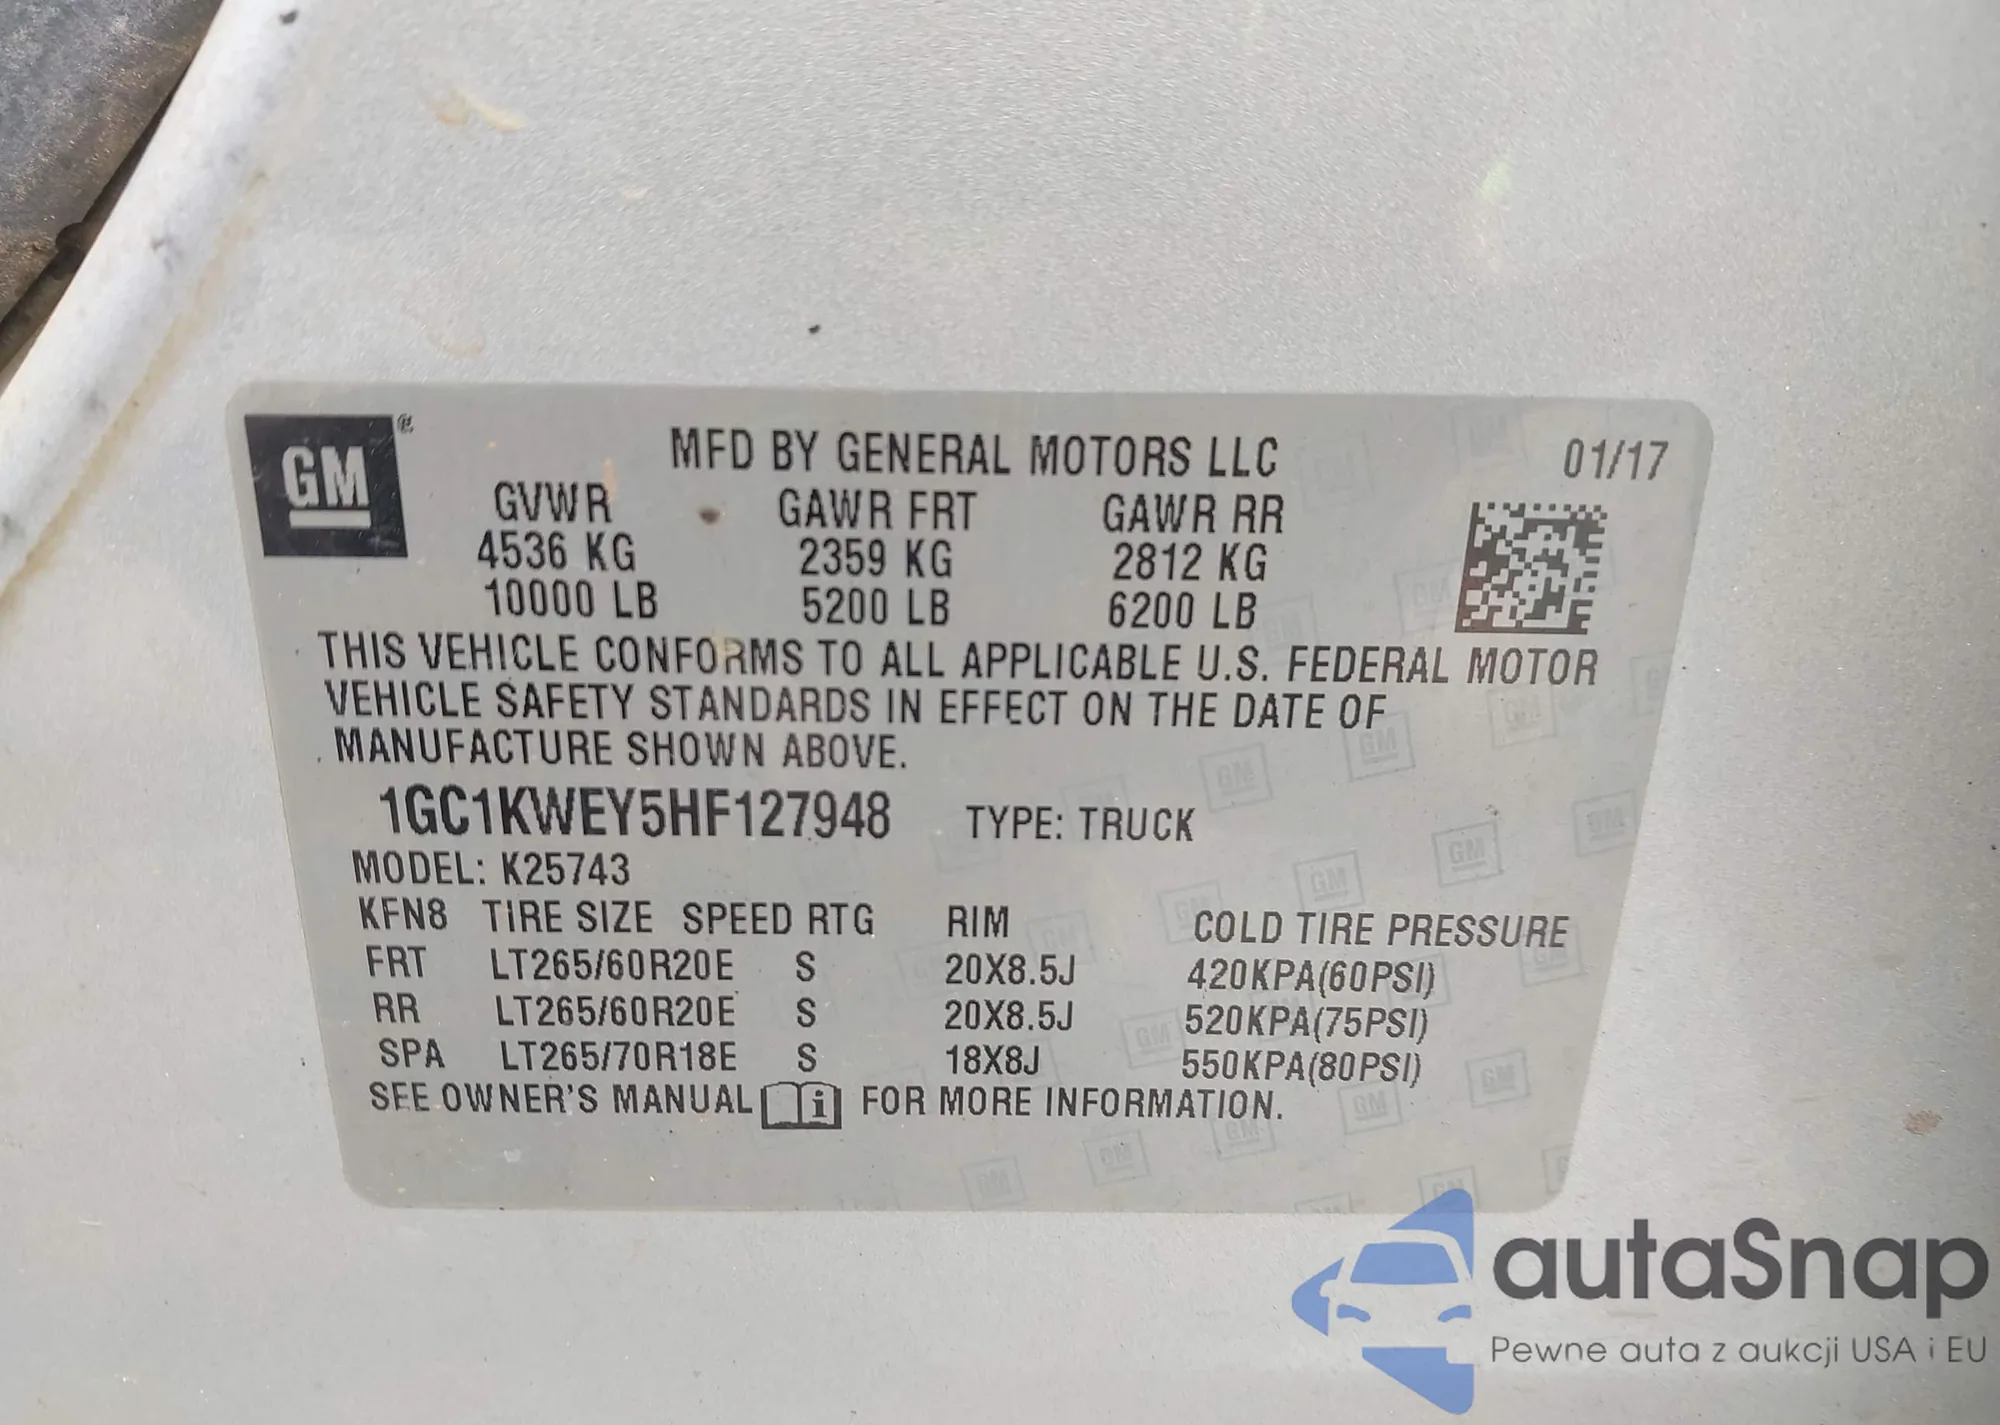 GM®
MFD BY GENERAL MOTORS LLC 01/17
GVWR GAWR FRT GAWR RR
4536 KG 2359 KG 2812 KG
10000 LB 5200 LB 6200 LB
THIS VEHICLE CONFORMS TO ALL APPLICABLE U.S. FEDERAL MOTOR
VEHICLE SAFETY STANDARDS IN EFFECT ON THE DATE OF
MANUFACTURE SHOWN ABOVE.
1GC1KWEY5HF127948 TYPE: TRUCK
MODEL: K25743
KFN8 TIRE SIZE SPEED RTG RIM COLD TIRE PRESSURE
FRT LT265/60R20E S 20X8.5J 420KPA(60PSI)
RR LT265/60R20E S 20X8.5J 520KPA(75PSI)
SPA LT265/70R18E S 18X8J 550KPA(80PSI)
SEE OWNER'S MANUAL i FOR MORE INFORMATION.
autaSnap
Pewne auta z aukcji USA i EU